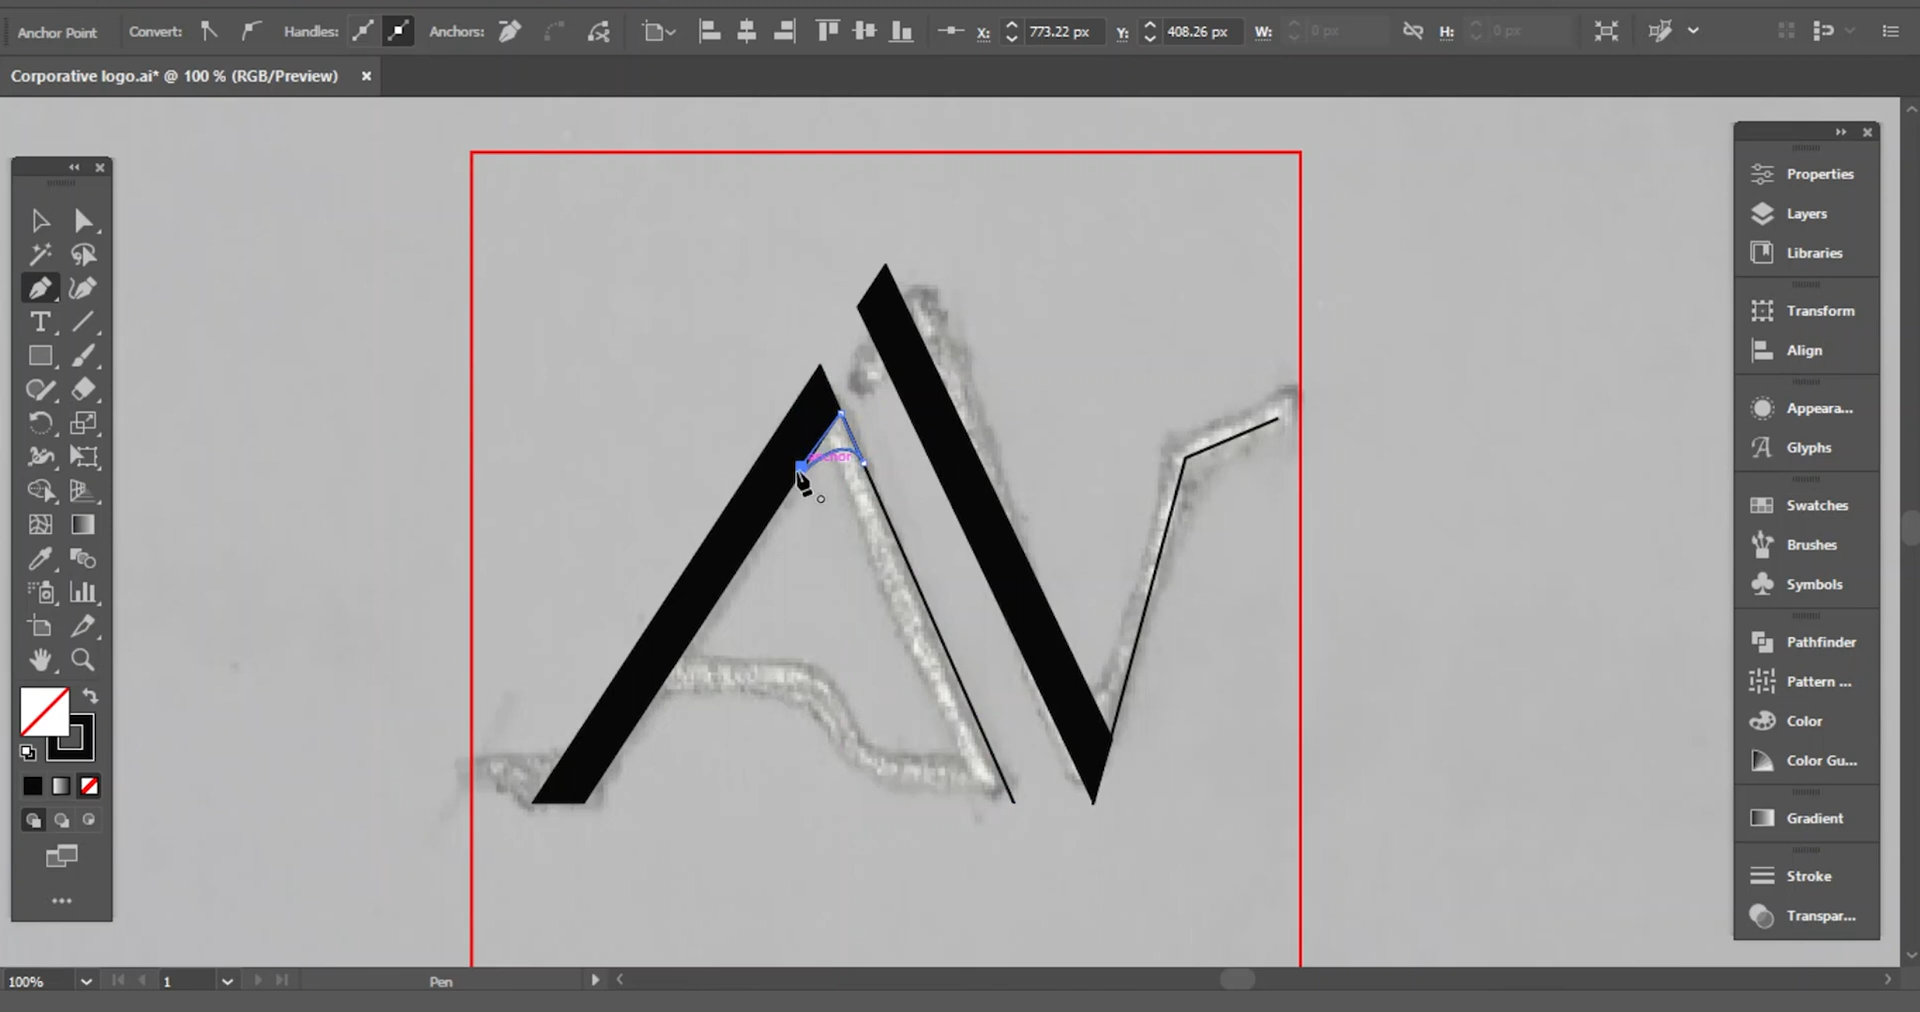 Anchor Point
Convert:
Handles:
Anchors:
X: 773.22 px
Y: 408.26 px
W: 0 px
H: 0 px
Corporative logo.ai* @ 100 % (RGB/Preview)
Properties
Layers
Libraries
Transform
Align
Appeara...
Glyphs
Swatches
Brushes
Symbols
Pathfinder
Pattern ...
Color
Color Gu...
Gradient
Stroke
Transpar...
anchor
100%
1
Pen